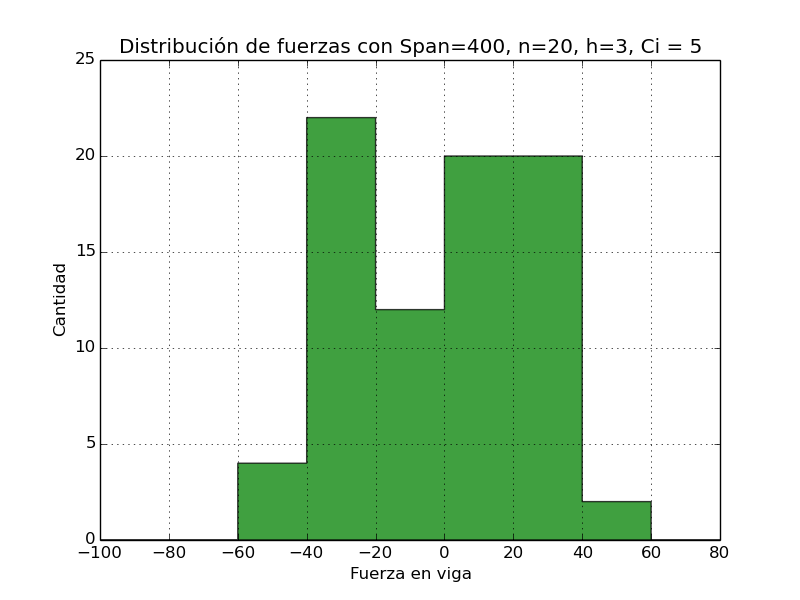 Distribución de fuerzas con Span=400, n=20, h=3, Ci = 5
25
20
15
10
5
0
Cantidad
−100 −80 −60 −40 −20 0 20 40 60 80
Fuerza en viga